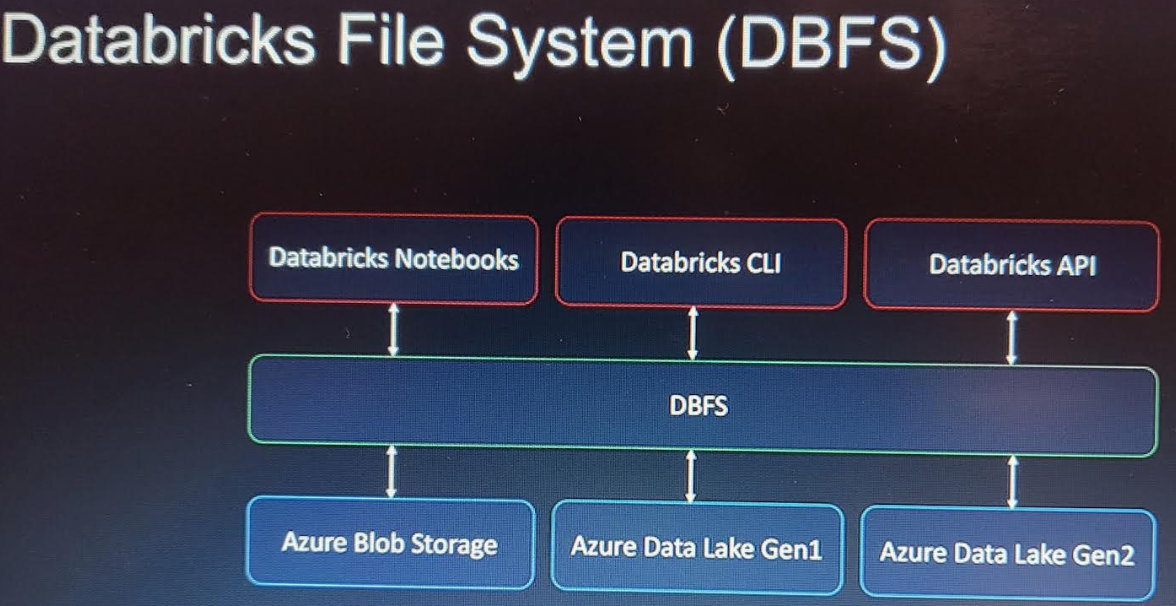 Databricks File System (DBFS)
Databricks Notebooks
Databricks CLI
Databricks API
DBFS
Azure Blob Storage
Azure Data Lake Gen1
Azure Data Lake Gen2